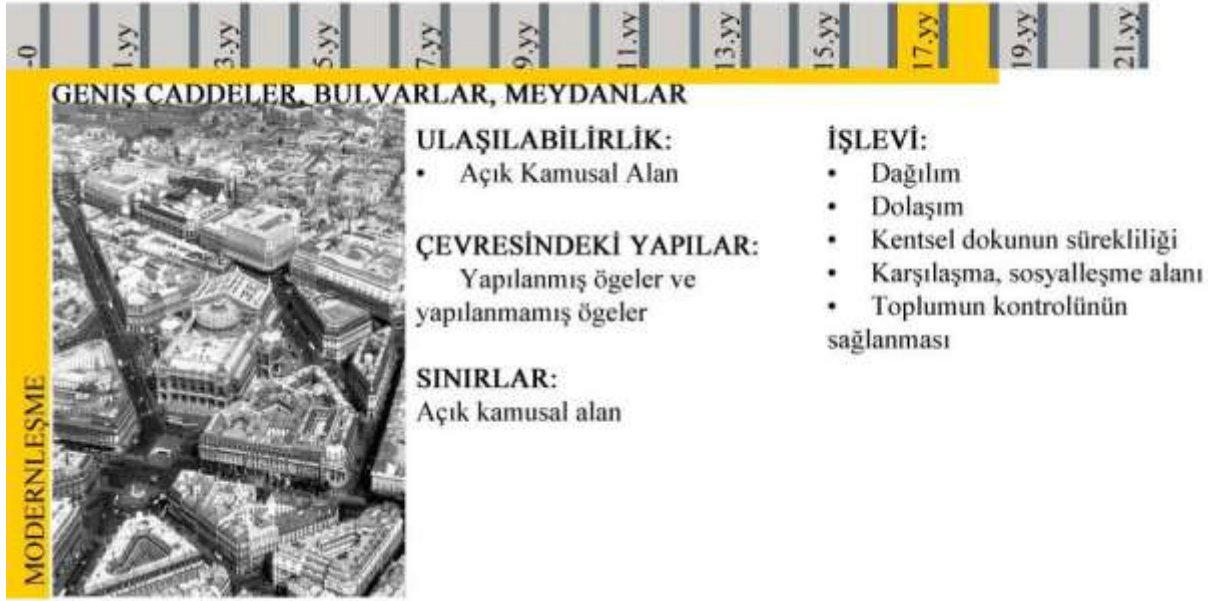 -0
1.yy
3.yy
5.yy
7.yy
9.yy
11.yy
13.yy
15.yy
17.yy
19.yy
21.yy
GENİŞ CADDELER, BULVARLAR, MEYDANLAR
MODERNLEŞME
ULAŞILABİLİRLİK:
• Açık Kamusal Alan
ÇEVRESİNDEKİ YAPILAR:
Yapılanmış ögeler ve
yapılanmamış ögeler
SINIRLAR:
Açık kamusal alan
İŞLEVİ:
• Dağılım
• Dolaşım
• Kentsel dokunun sürekliliği
• Karşılaşma, sosyalleşme alanı
• Toplumun kontrolünün
sağlanması